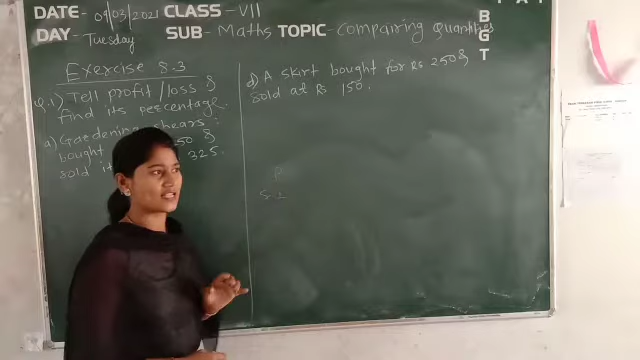 DATE- 09/03/2021 CLASS-VII
DAY- Tuesday SUB- Maths TOPIC- Comparing Quantities
B
G
T
Exercise 8.3
Q.1) Tell profit/loss &
find its percentage.
a) Gardening shears
bought 250 &
sold it 325.
d) A skirt bought for Rs 250 &
sold at Rs 150.